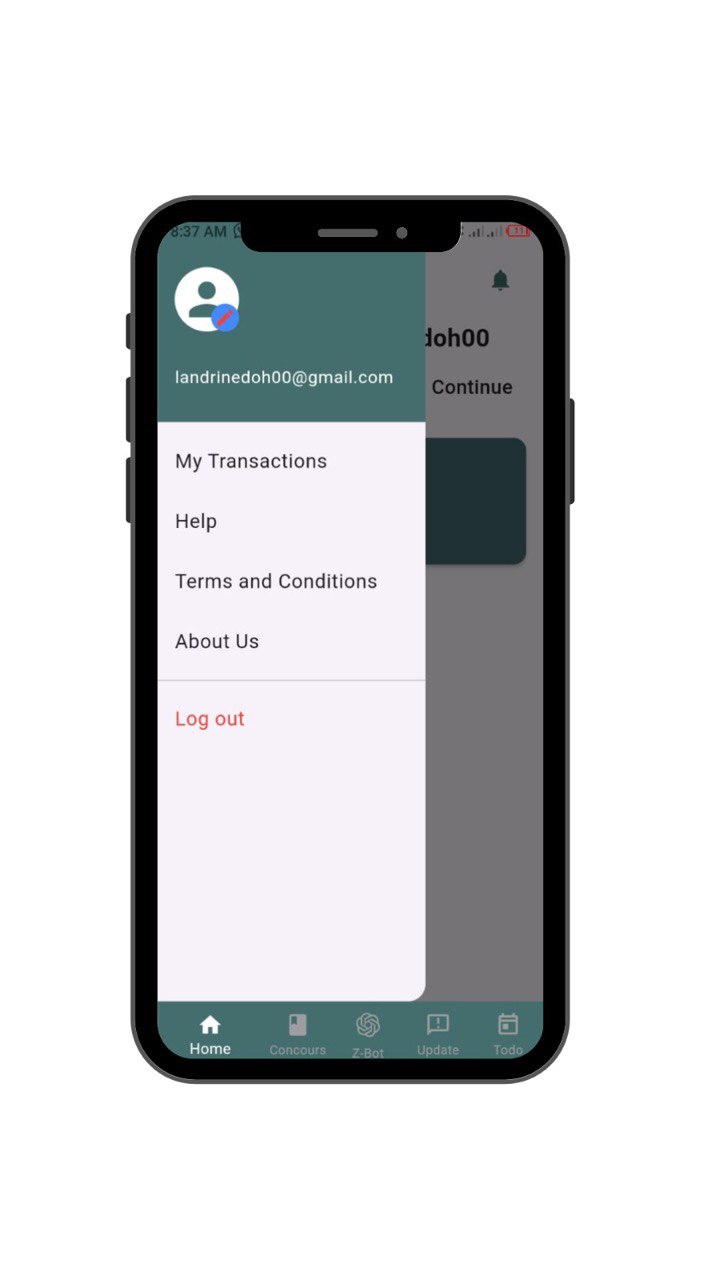 8:37 AM
31
doh00
landrinedoh00@gmail.com
Continue
My Transactions
Help
Terms and Conditions
About Us
Log out
Home
Concours
Z-Bot
Update
Todo